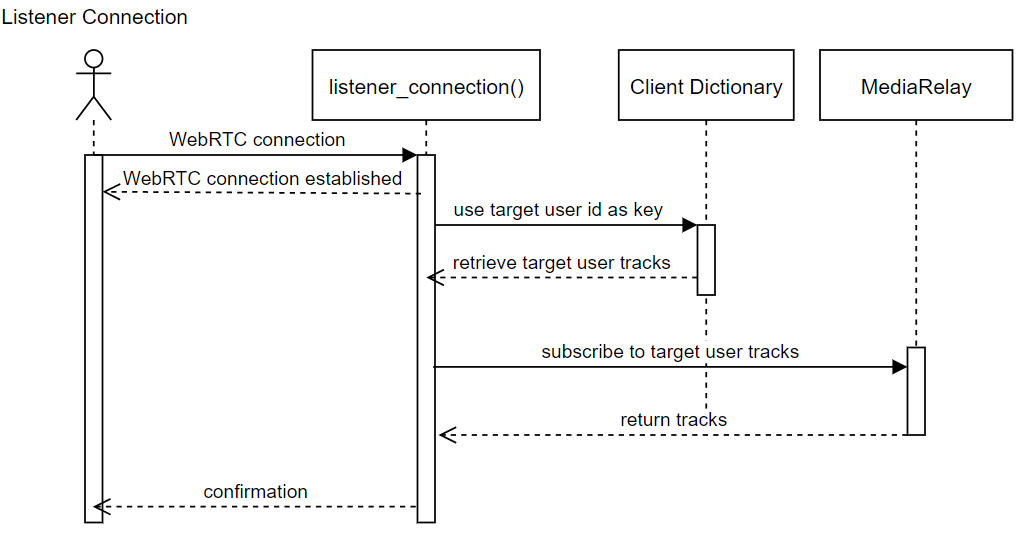 Listener Connection
listener_connection()
Client Dictionary
MediaRelay
WebRTC connection
WebRTC connection established
use target user id as key
retrieve target user tracks
subscribe to target user tracks
return tracks
confirmation